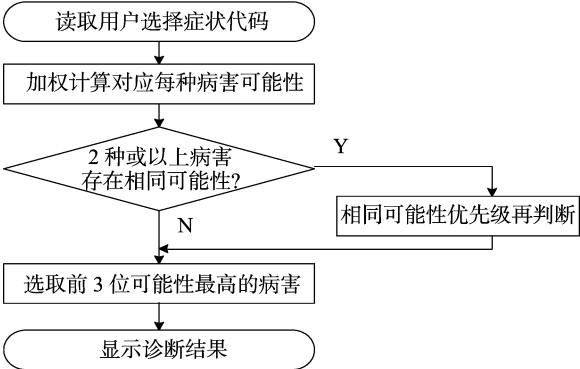 读取用户选择症状代码
加权计算对应每种病害可能性
2 种或以上病害
存在相同可能性?
Y
相同可能性优先级再判断
N
选取前 3 位可能性最高的病害
显示诊断结果